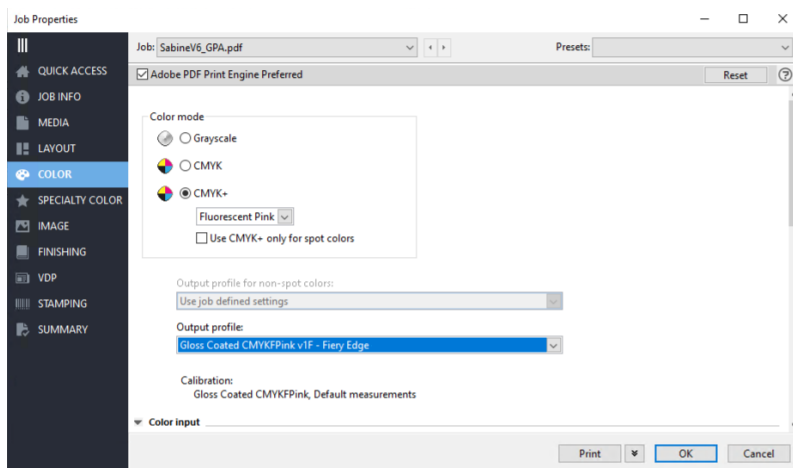 Job Properties
Job: SabineV6_GPA.pdf
Presets:
QUICK ACCESS
JOB INFO
MEDIA
LAYOUT
COLOR
SPECIALTY COLOR
IMAGE
FINISHING
VDP
STAMPING
SUMMARY
Adobe PDF Print Engine Preferred
Reset
Color mode
Grayscale
CMYK
CMYK+
Fluorescent Pink
Use CMYK+ only for spot colors
Output profile for non-spot colors:
Use job defined settings
Output profile:
Gloss Coated CMYKFPink v1F - Fiery Edge
Calibration:
Gloss Coated CMYKFPink, Default measurements
Color input
Print
OK
Cancel